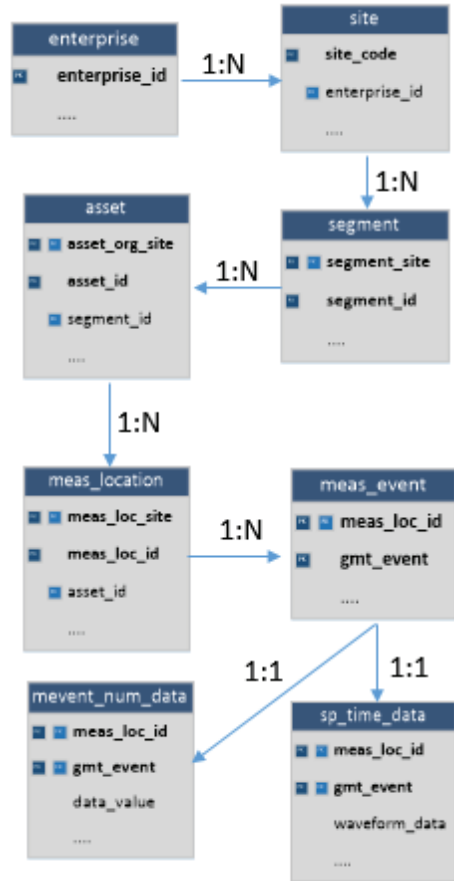 enterprise
enterprise_id
....
1:N
site
site_code
enterprise_id
....
1:N
segment
segment_site
segment_id
....
1:N
asset
asset_org_site
asset_id
segment_id
....
1:N
meas_location
meas_loc_site
meas_loc_id
asset_id
....
1:N
meas_event
meas_loc_id
gmt_event
....
1:1
1:1
mevent_num_data
meas_loc_id
gmt_event
data_value
....
sp_time_data
meas_loc_id
gmt_event
waveform_data
....